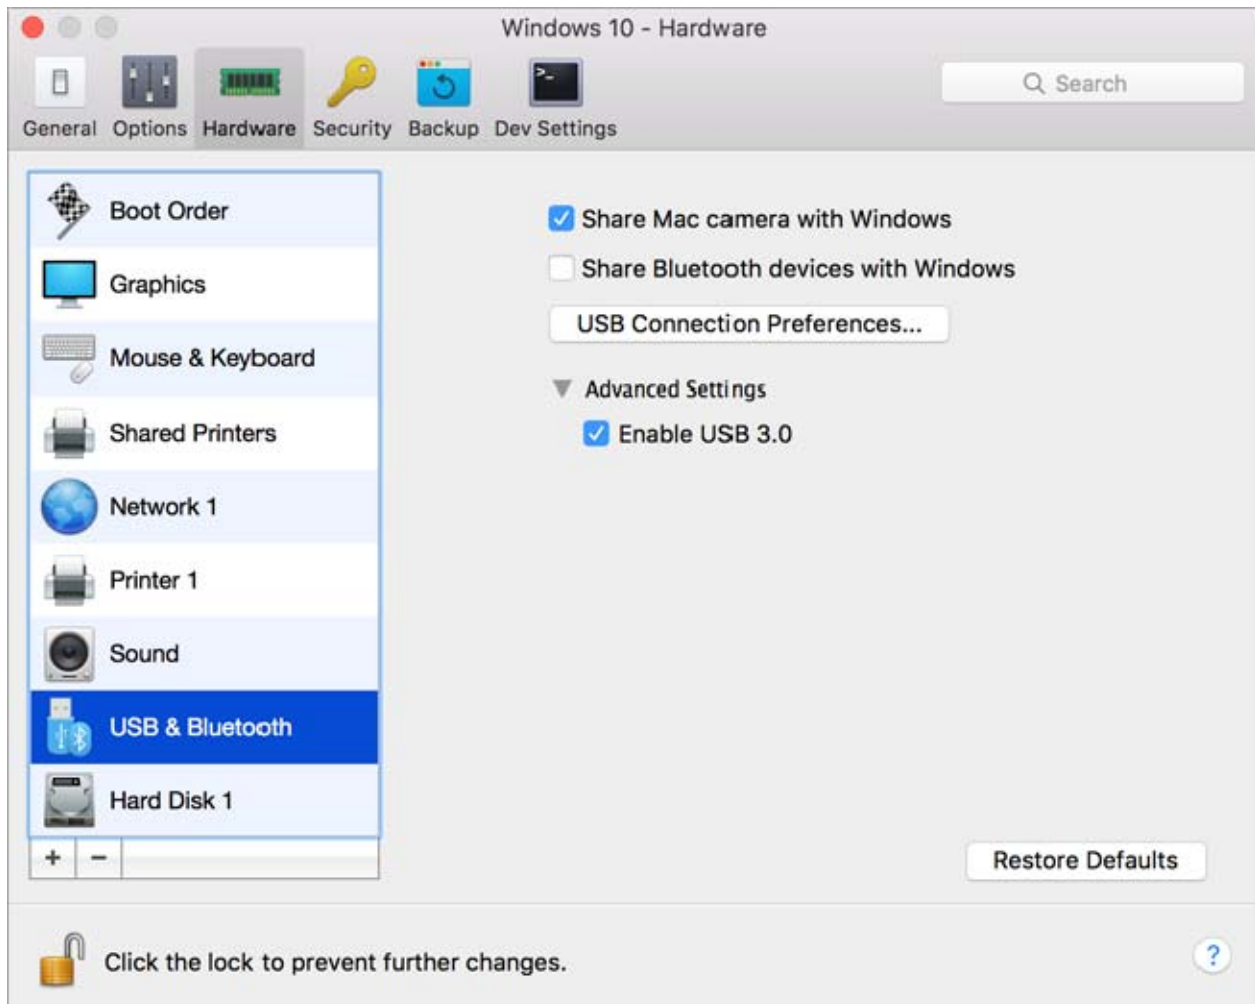 Windows 10 - Hardware
Search
General Options Hardware Security Backup Dev Settings
Boot Order
Graphics
Mouse & Keyboard
Shared Printers
Network 1
Printer 1
Sound
USB & Bluetooth
Hard Disk 1
+ −
Share Mac camera with Windows
Share Bluetooth devices with Windows
USB Connection Preferences...
Advanced Settings
Enable USB 3.0
Restore Defaults
Click the lock to prevent further changes.
?